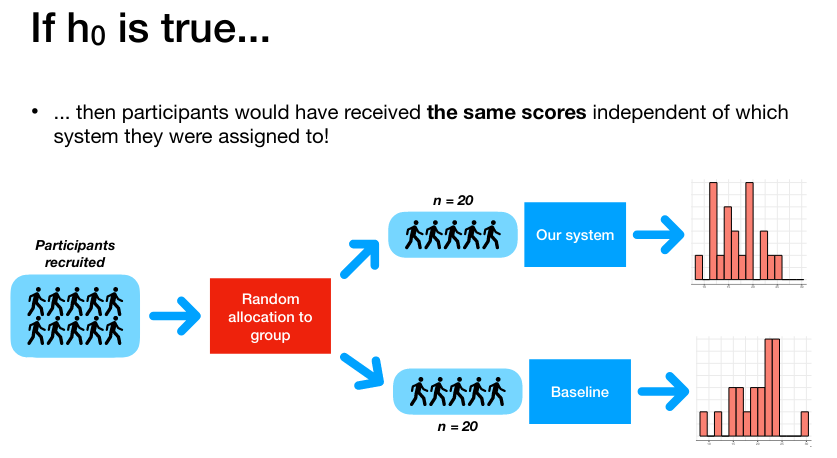 If h₀ is true...
• ... then participants would have received the same scores independent of which
system they were assigned to!
Participants
recruited
Random
allocation to
group
n = 20
Our system
Baseline
n = 20